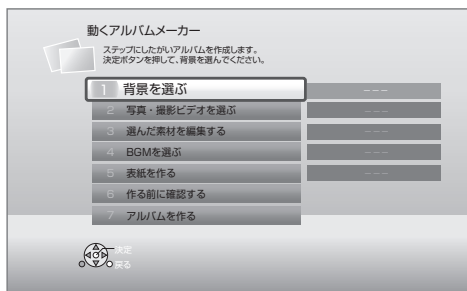 動くアルバムメーカー
ステップにしたがいアルバムを作成します。
決定ボタンを押して、背景を選んでください。
1 背景を選ぶ ---
2 写真・撮影ビデオを選ぶ ---
3 選んだ素材を編集する ---
4 BGMを選ぶ ---
5 表紙を作る ---
6 作る前に確認する
7 アルバムを作る
決定
戻る